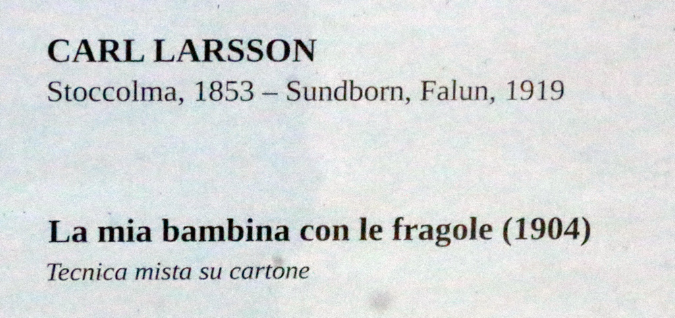 CARL LARSSON
Stoccolma, 1853 – Sundborn, Falun, 1919
La mia bambina con le fragole (1904)
Tecnica mista su cartone